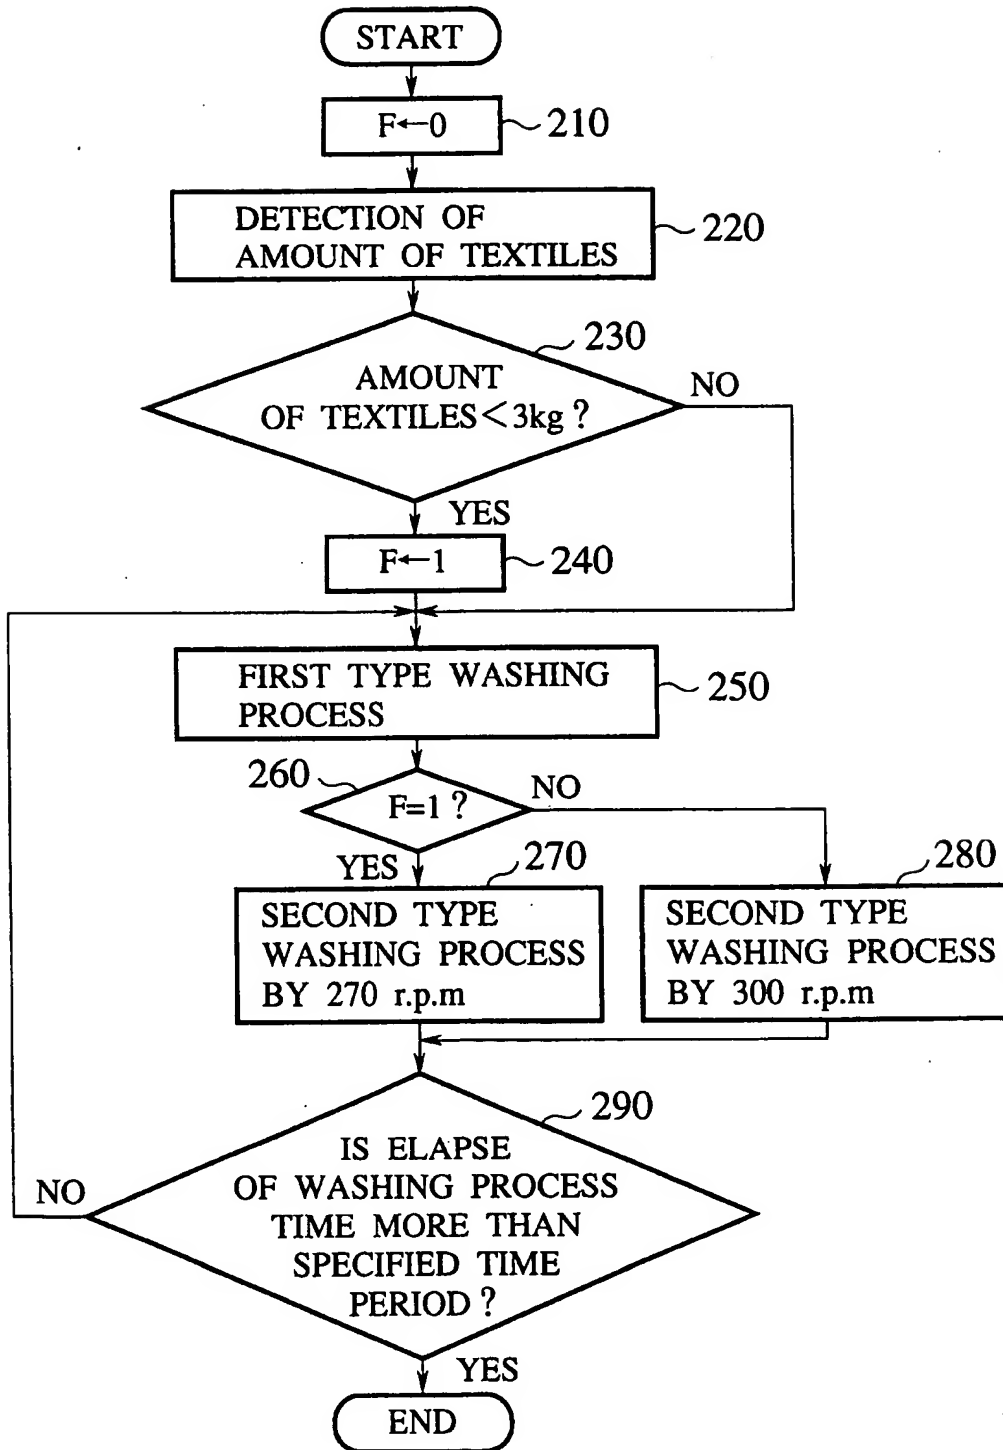 START
F←0
210
DETECTION OF
AMOUNT OF TEXTILES
220
230
AMOUNT
OF TEXTILES<3kg?
NO
YES
F←1
240
FIRST TYPE WASHING
PROCESS
250
260
F=1?
NO
YES
270
SECOND TYPE
WASHING PROCESS
BY 270 r.p.m
280
SECOND TYPE
WASHING PROCESS
BY 300 r.p.m
290
IS ELAPSE
OF WASHING PROCESS
TIME MORE THAN
SPECIFIED TIME
PERIOD?
NO
YES
END